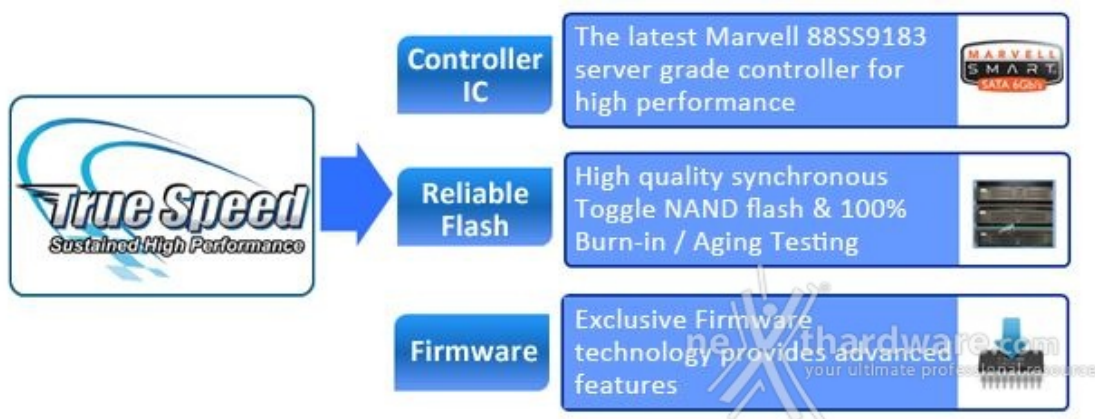 True Speed
Sustained High Performance
Controller
IC
The latest Marvell 88SS9183
server grade controller for
high performance
MARVELL
SMART
SATA 6Gb/s
Reliable
Flash
High quality synchronous
Toggle NAND flash & 100%
Burn-in / Aging Testing
Firmware
Exclusive Firmware
technology provides advanced
features
nexthardware.com
your ultimate professional resource